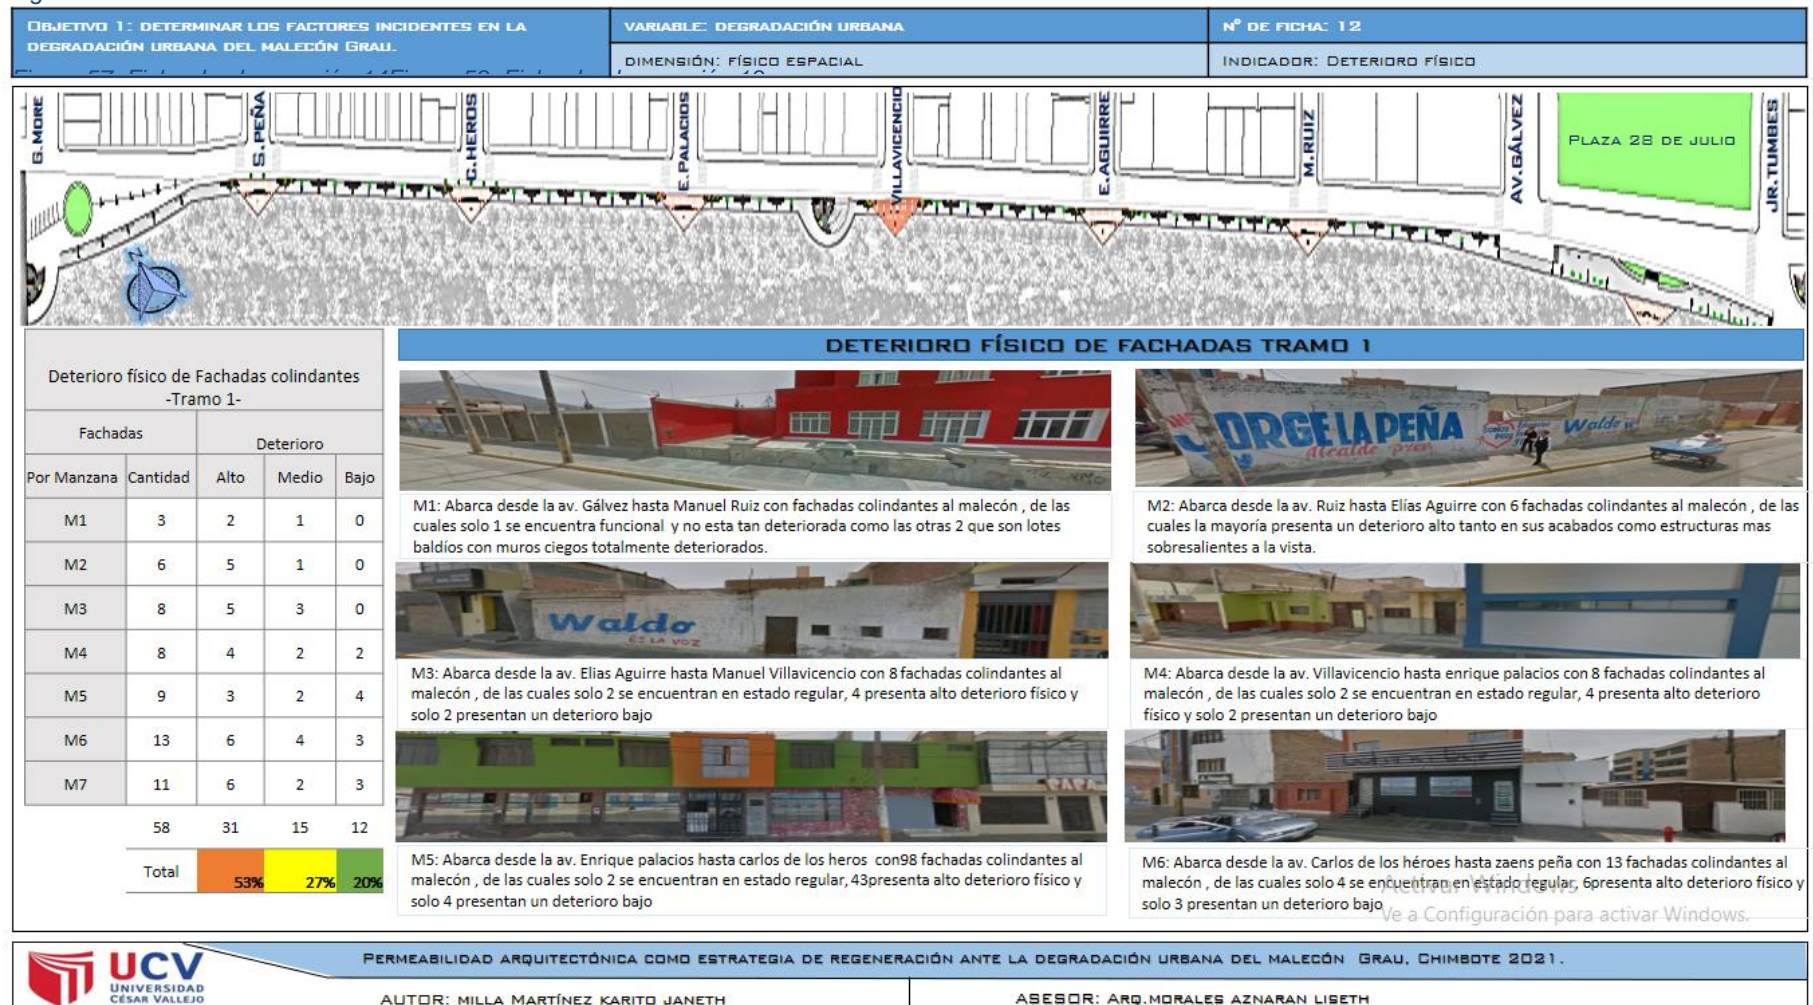 OBJETIVO 1: DETERMINAR LOS FACTORES INCIDENTES EN LA
DEGRADACIÓN URBANA DEL MALECÓN GRAU.
VARIABLE: DEGRADACIÓN URBANA
DIMENSIÓN: FÍSICO ESPACIAL
Nº DE FICHA: 12
INDICADOR: DETERIORO FÍSICO
G.MORE
S.PEÑA
C.HEROS
E.PALACIOS
VILLAVICENCIO
E.AGUIRRE
M.RUIZ
AV.GÁLVEZ
PLAZA 28 DE JULIO
JR.TUMBES
N
Deterioro físico de Fachadas colindantes
-Tramo 1-
Fachadas Deterioro
Por Manzana Cantidad Alto Medio Bajo
M1 3 2 1 0
M2 6 5 1 0
M3 8 5 3 0
M4 8 4 2 2
M5 9 3 2 4
M6 13 6 4 3
M7 11 6 2 3
58 31 15 12
Total 53% 27% 20%
DETERIORO FÍSICO DE FACHADAS TRAMO 1
ORGE LA PEÑA
Alcalde
Waldo
M1: Abarca desde la av. Gálvez hasta Manuel Ruiz con fachadas colindantes al malecón , de las
cuales solo 1 se encuentra funcional y no esta tan deteriorada como las otras 2 que son lotes
baldíos con muros ciegos totalmente deteriorados.
M2: Abarca desde la av. Ruiz hasta Elías Aguirre con 6 fachadas colindantes al malecón , de las
cuales la mayoría presenta un deterioro alto tanto en sus acabados como estructuras mas
sobresalientes a la vista.
Waldo
ES LA VOZ
M3: Abarca desde la av. Elias Aguirre hasta Manuel Villavicencio con 8 fachadas colindantes al
malecón , de las cuales solo 2 se encuentran en estado regular, 4 presenta alto deterioro físico y
solo 2 presentan un deterioro bajo
M4: Abarca desde la av. Villavicencio hasta enrique palacios con 8 fachadas colindantes al
malecón , de las cuales solo 2 se encuentran en estado regular, 4 presenta alto deterioro
físico y solo 2 presentan un deterioro bajo
M5: Abarca desde la av. Enrique palacios hasta carlos de los heros con98 fachadas colindantes al
malecón , de las cuales solo 2 se encuentran en estado regular, 43presenta alto deterioro físico y
solo 4 presentan un deterioro bajo
M6: Abarca desde la av. Carlos de los héroes hasta zaens peña con 13 fachadas colindantes al
malecón , de las cuales solo 4 se encuentran en estado regular, 6presenta alto deterioro físico y
solo 3 presentan un deterioro bajo
Activar Windows
Ve a Configuración para activar Windows.
UCV
UNIVERSIDAD
CÉSAR VALLEJO
PERMEABILIDAD ARQUITECTÓNICA COMO ESTRATEGIA DE REGENERACIÓN ANTE LA DEGRADACIÓN URBANA DEL MALECÓN GRAU, CHIMBOTE 2021.
AUTOR: MILLA MARTÍNEZ KARITO JANETH
ASESOR: ARQ.MORALES AZNARAN LISETH